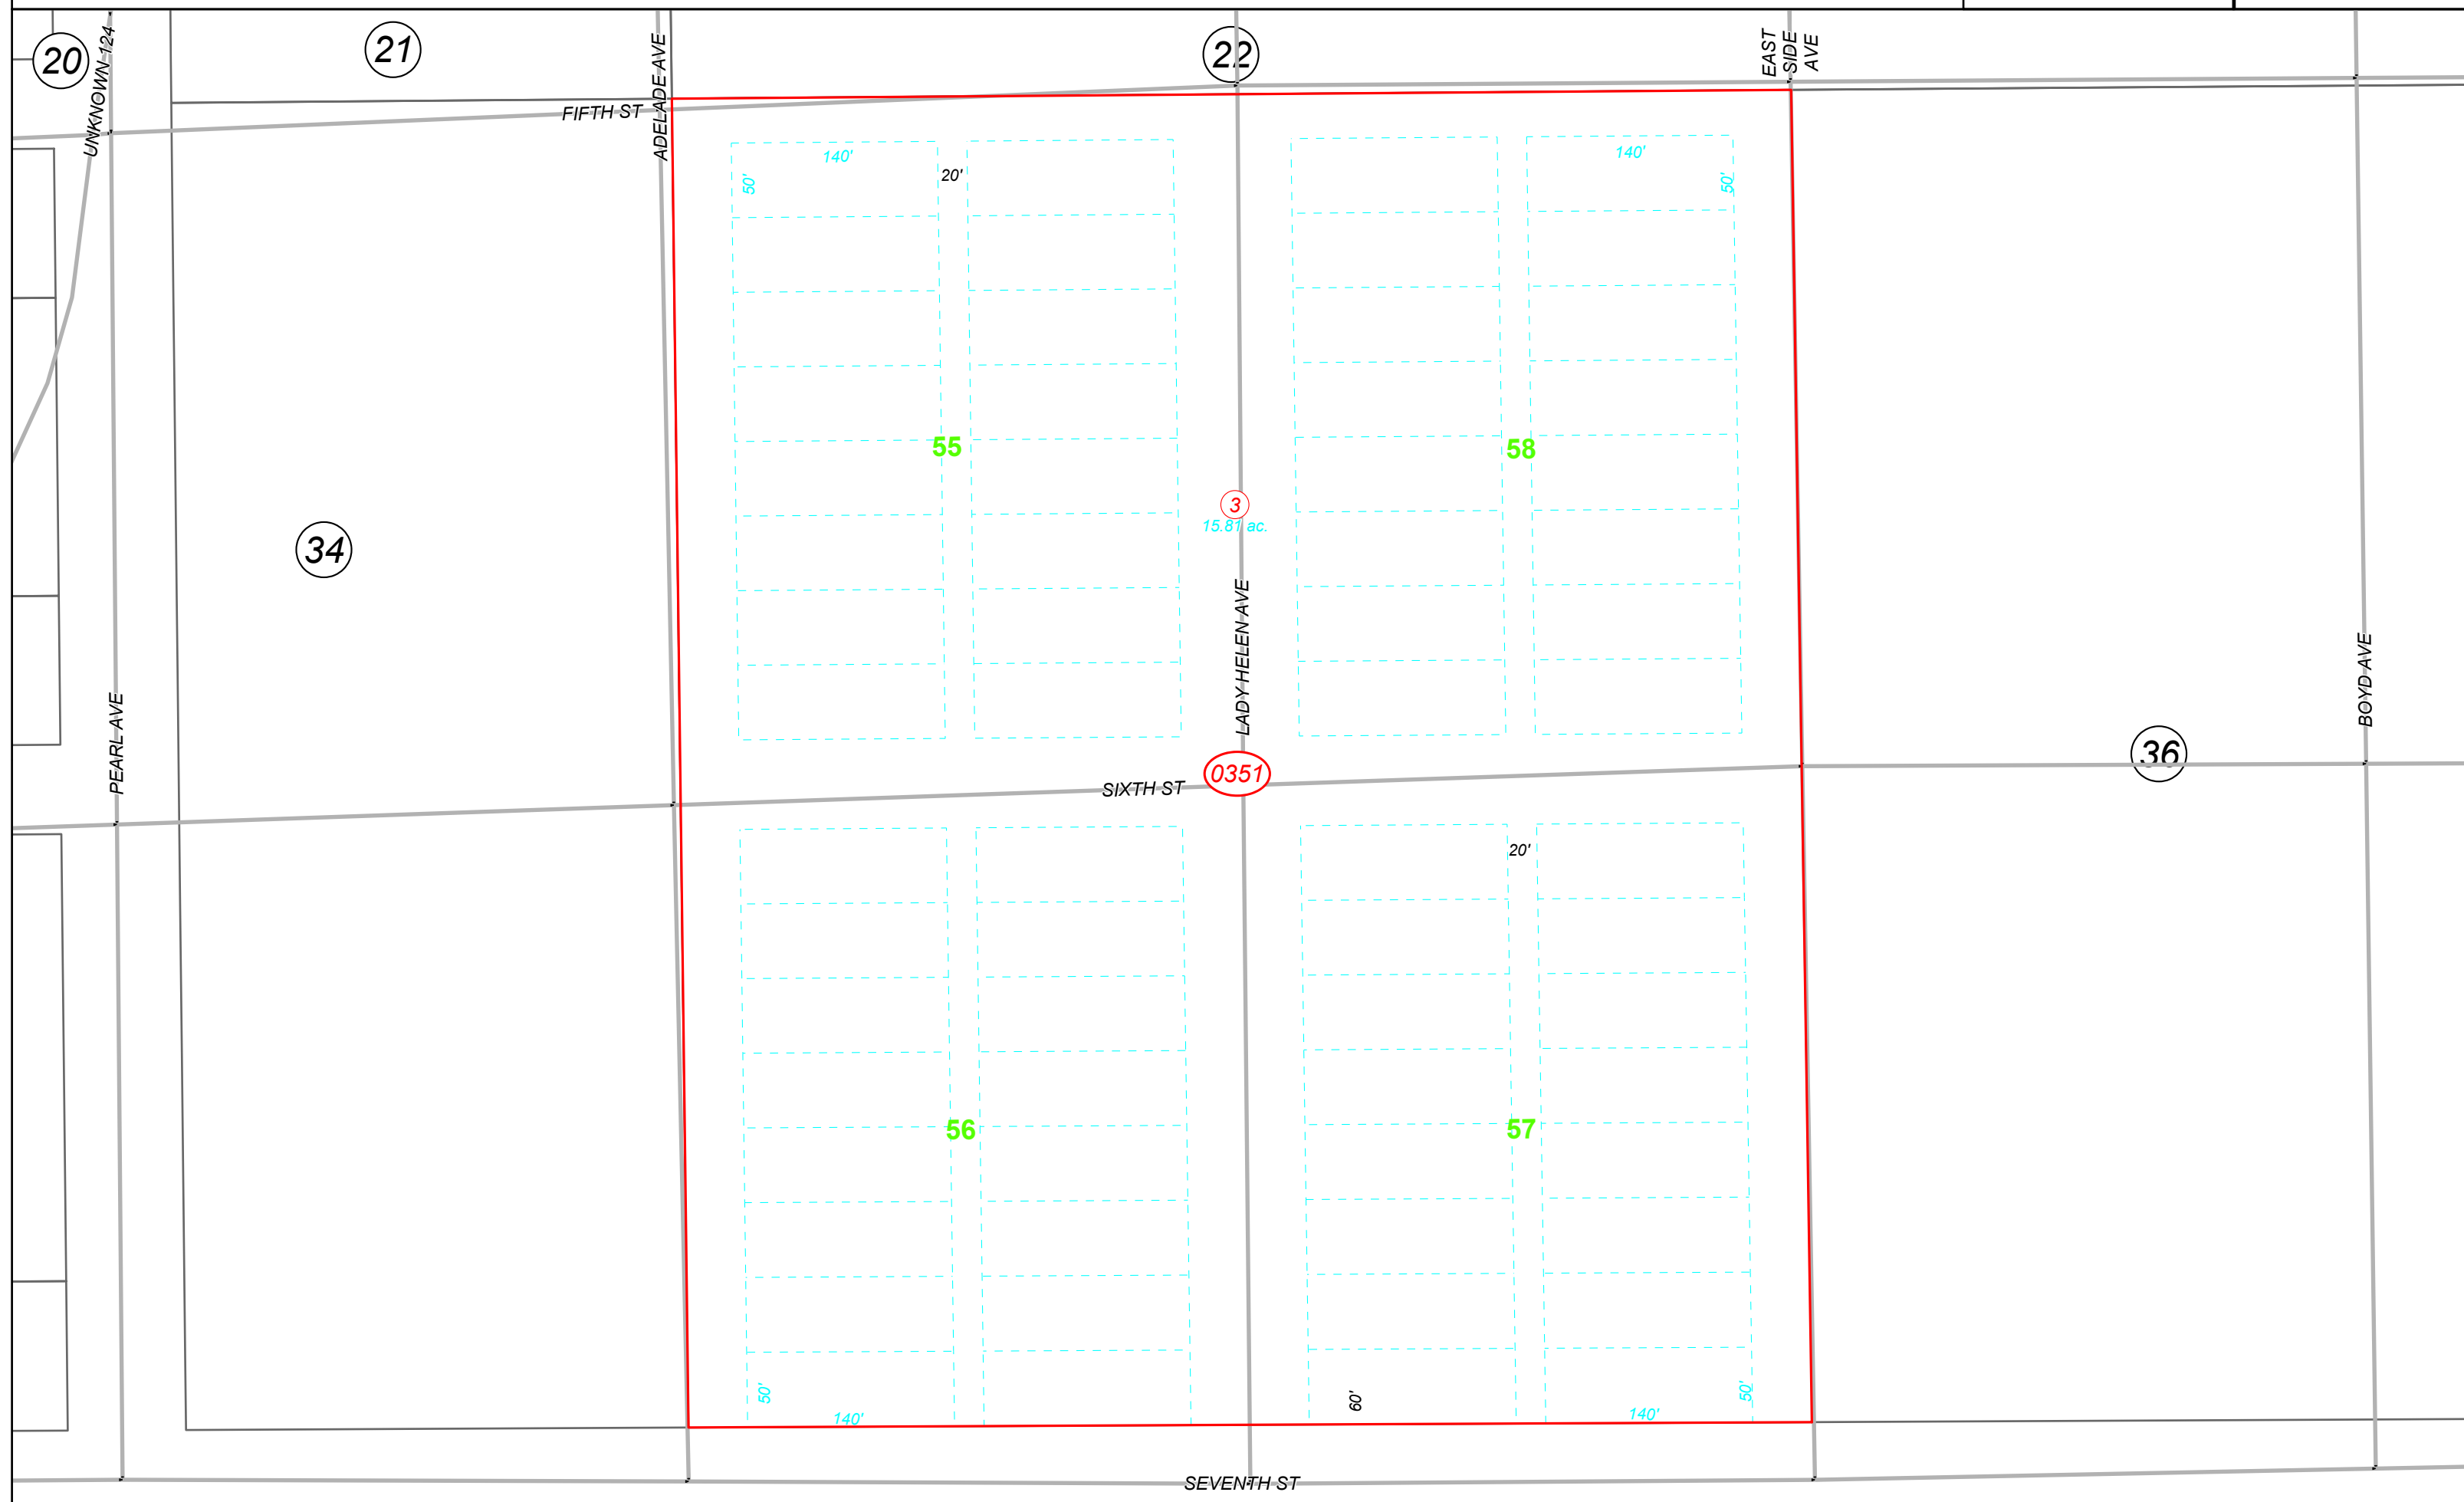 20
UNKNOWN 124
21
ADELADE AVE
22
EAST
SIDE
AVE
FIFTH ST
140'
50'
20'
140'
50'
55
58
3
15.81 ac.
34
LADY HELEN AVE
PEARL AVE
BOYD AVE
36
0351
SIXTH ST
20'
56
57
50'
140'
60'
140'
50'
SEVENTH ST